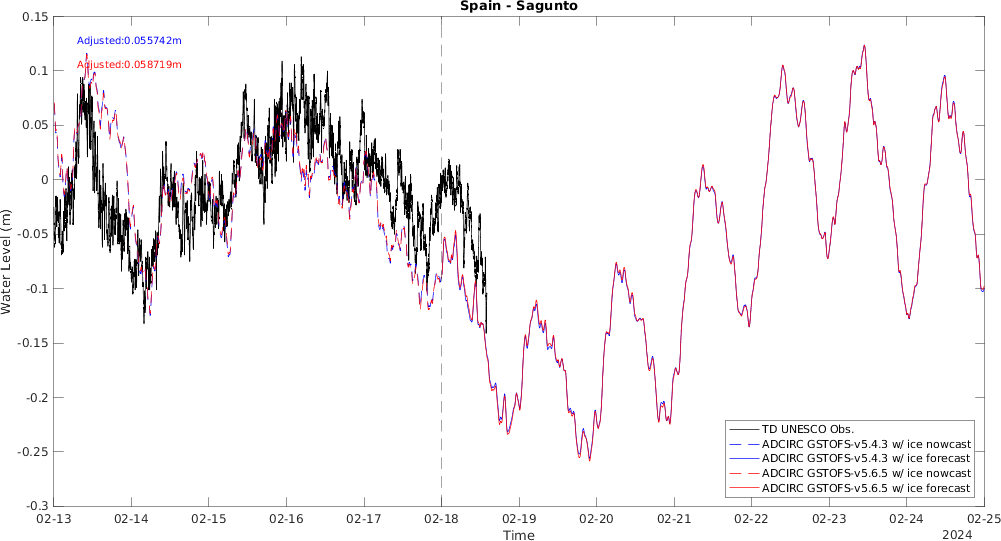 Spain - Sagunto
0.15
0.1
0.05
0
-0.05
-0.1
-0.15
-0.2
-0.25
-0.3
Water Level (m)
Adjusted:0.055742m
Adjusted:0.058719m
TD UNESCO Obs.
ADCIRC GSTOFS-v5.4.3 w/ ice nowcast
ADCIRC GSTOFS-v5.4.3 w/ ice forecast
ADCIRC GSTOFS-v5.6.5 w/ ice nowcast
ADCIRC GSTOFS-v5.6.5 w/ ice forecast
02-13 02-14 02-15 02-16 02-17 02-18 02-19 02-20 02-21 02-22 02-23 02-24 02-25
Time
2024